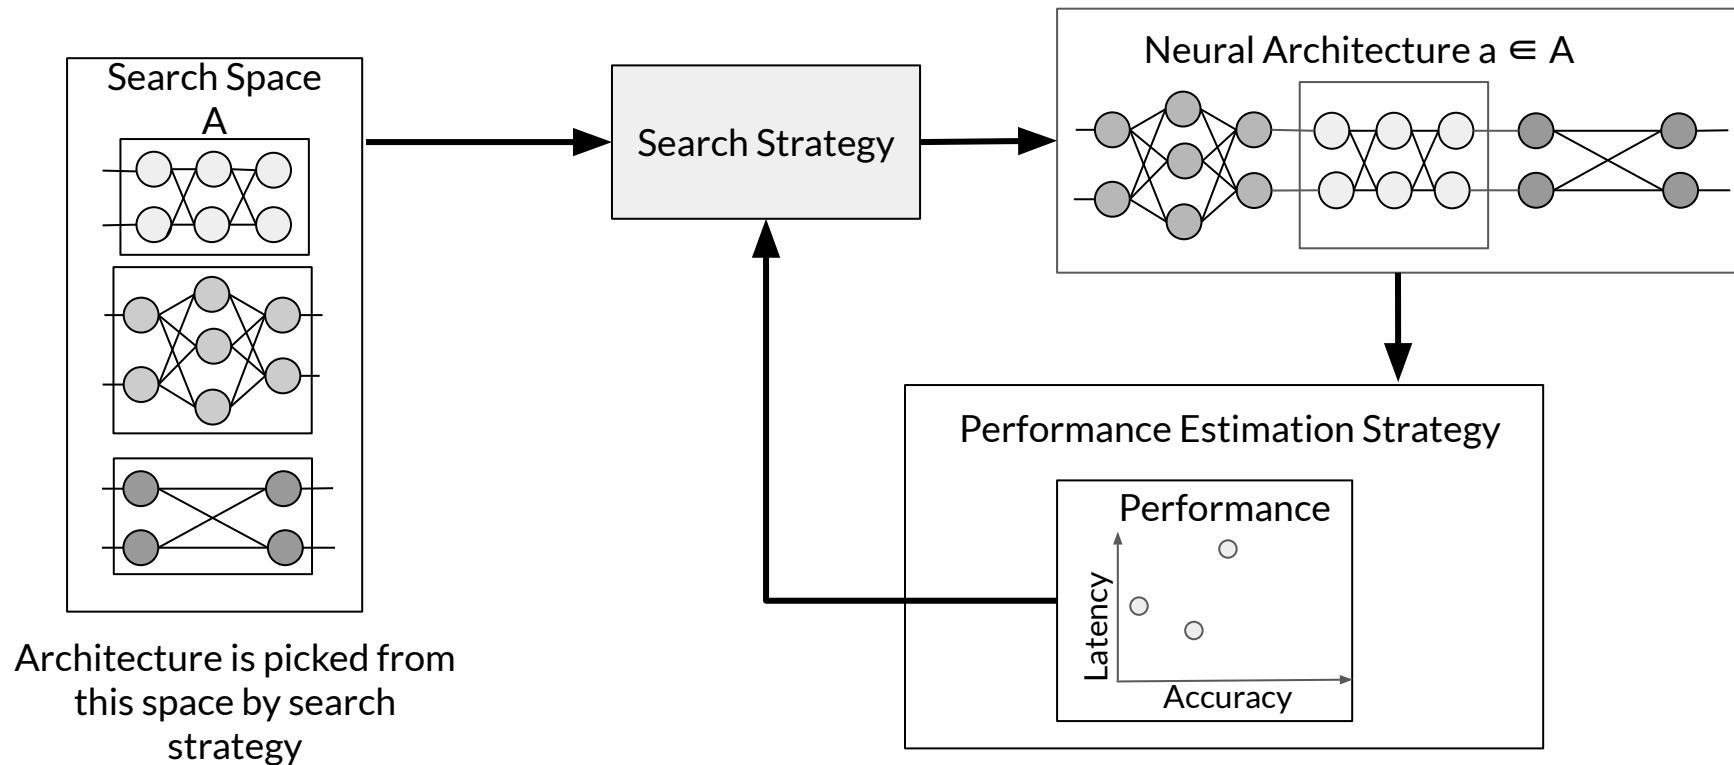 Search Space
A
Architecture is picked from
this space by search
strategy
Search Strategy
Neural Architecture a ∈ A
Performance Estimation Strategy
Performance
Latency
Accuracy